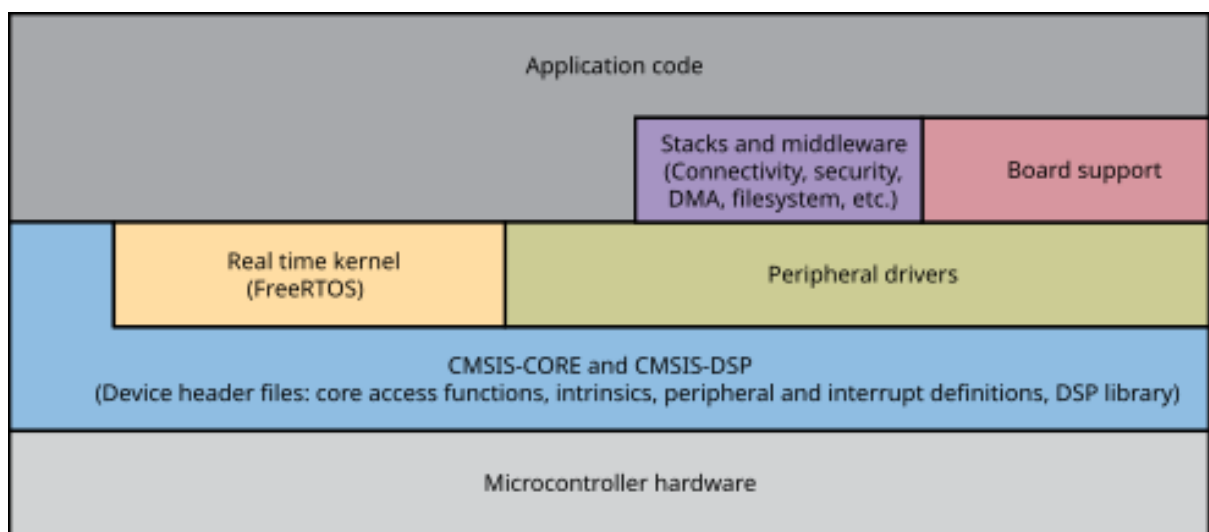 Application code
Stacks and middleware
(Connectivity, security,
DMA, filesystem, etc.)
Board support
Real time kernel
(FreeRTOS)
Peripheral drivers
CMSIS-CORE and CMSIS-DSP
(Device header files: core access functions, intrinsics, peripheral and interrupt definitions, DSP library)
Microcontroller hardware